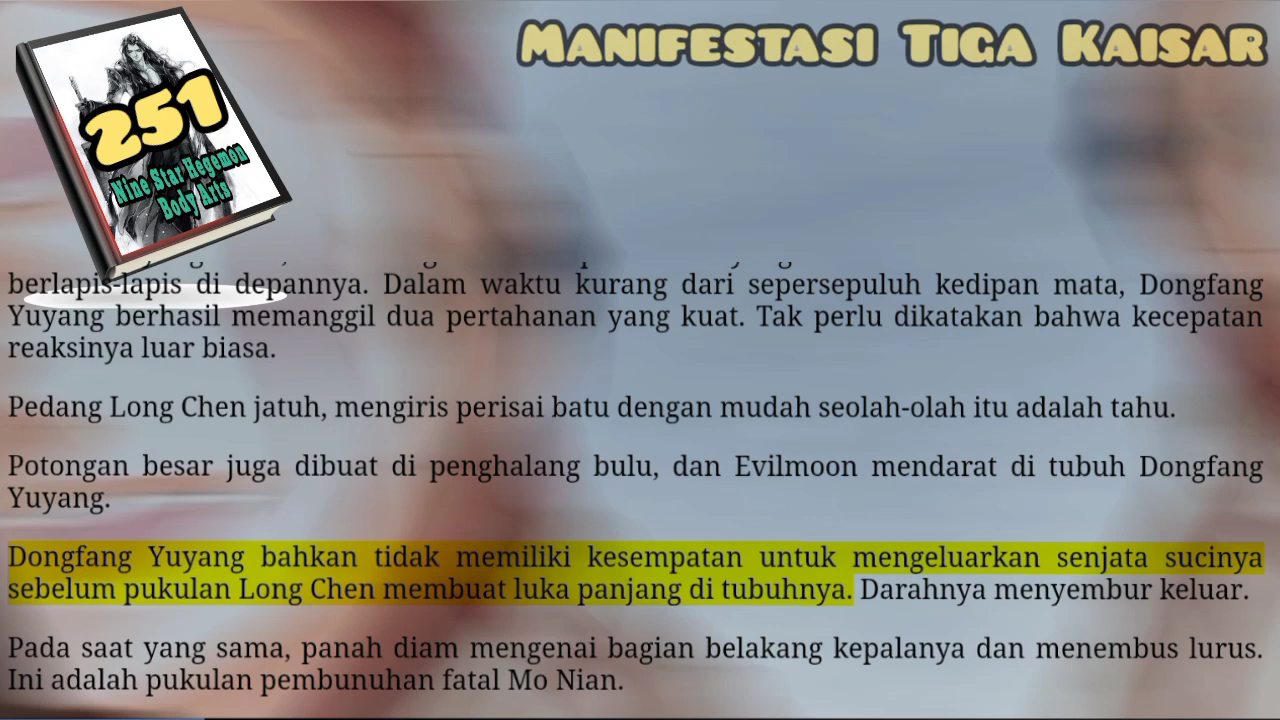 Manifestasi Tiga Kaisar
251
Nine Star Hegemon
Body Arts
berlapis-lapis di depannya. Dalam waktu kurang dari sepersepuluh kedipan mata, Dongfang
Yuyang berhasil memanggil dua pertahanan yang kuat. Tak perlu dikatakan bahwa kecepatan
reaksinya luar biasa.
Pedang Long Chen jatuh, mengiris perisai batu dengan mudah seolah-olah itu adalah tahu.
Potongan besar juga dibuat di penghalang bulu, dan Evilmoon mendarat di tubuh Dongfang
Yuyang.
Dongfang Yuyang bahkan tidak memiliki kesempatan untuk mengeluarkan senjata sucinya
sebelum pukulan Long Chen membuat luka panjang di tubuhnya. Darahnya menyembur keluar.
Pada saat yang sama, panah diam mengenai bagian belakang kepalanya dan menembus lurus.
Ini adalah pukulan pembunuhan fatal Mo Nian.